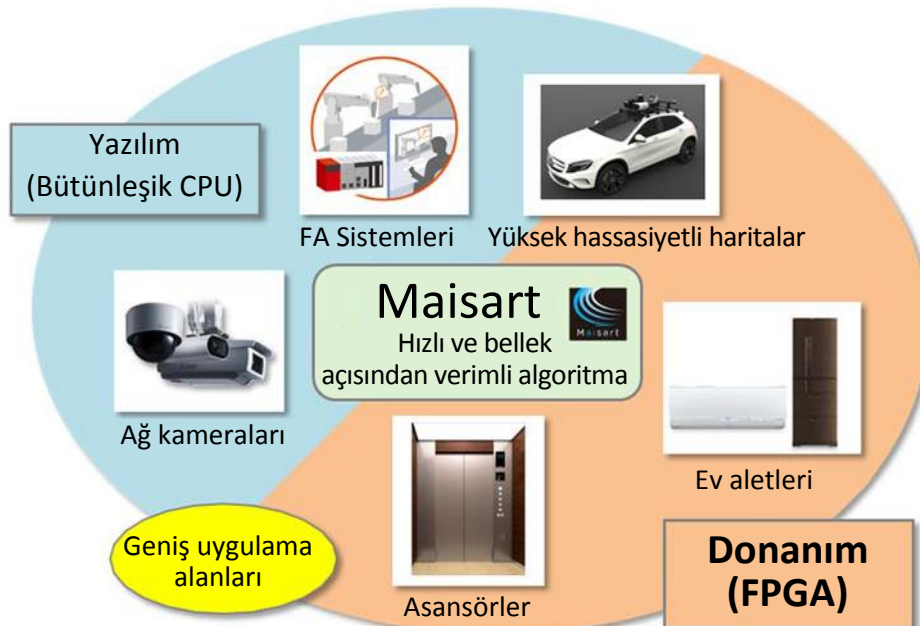 Yazılım
(Bütünleşik CPU)
FA Sistemleri
Yüksek hassasiyetli haritalar
Maisart
Maisart
Hızlı ve bellek
açısından verimli algoritma
Ağ kameraları
Ev aletleri
Geniş uygulama
alanları
Asansörler
Donanım
(FPGA)